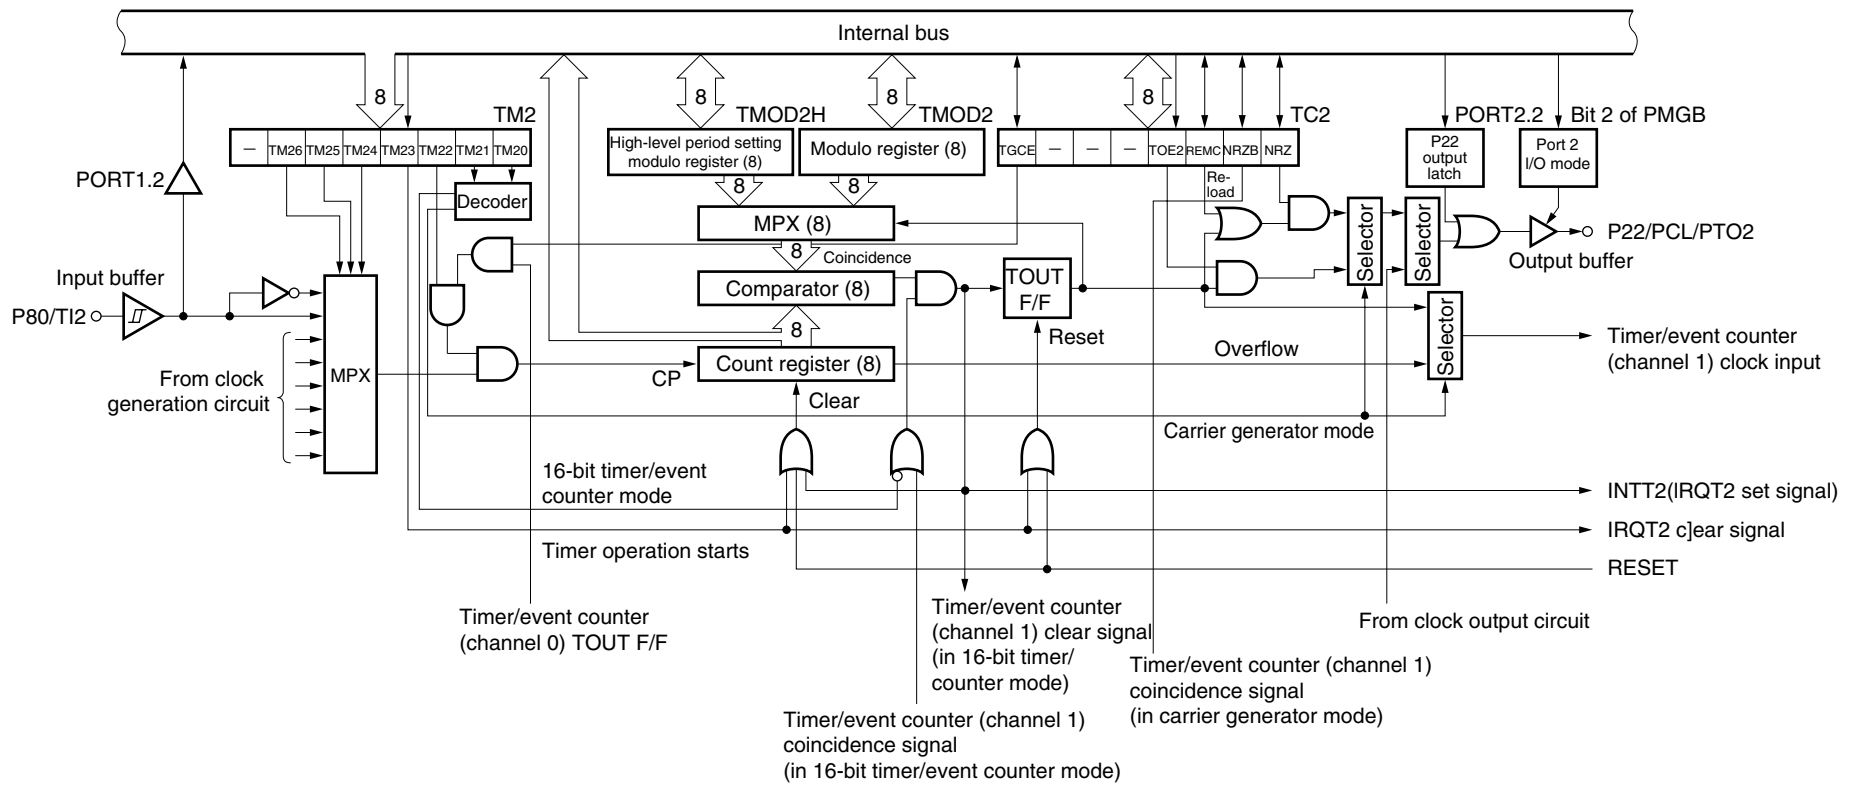 Internal bus
8
8
8
8
TM2
TMOD2H
TMOD2
TC2
PORT2.2
Bit 2 of PMGB
— TM26 TM25 TM24 TM23 TM22 TM21 TM20
High-level period setting
modulo register (8)
Modulo register (8)
TGCE — — — TOE2 REMC NRZB NRZ
P22
output
latch
Port 2
I/O mode
PORT1.2
Decoder
8
8
Re-
load
MPX (8)
8
Coincidence
Selector
Selector
P22/PCL/PTO2
Output buffer
Input buffer
Comparator (8)
TOUT
F/F
P80/TI2
8
Reset
Selector
Timer/event counter
(channel 1) clock input
Overflow
From clock
generation circuit
MPX
CP
Count register (8)
Clear
Carrier generator mode
16-bit timer/event
counter mode
INTT2(IRQT2 set signal)
IRQT2 c]ear signal
Timer operation starts
RESET
Timer/event counter
(channel 0) TOUT F/F
Timer/event counter
(channel 1) clear signal
(in 16-bit timer/
counter mode)
From clock output circuit
Timer/event counter (channel 1)
coincidence signal
(in carrier generator mode)
Timer/event counter (channel 1)
coincidence signal
(in 16-bit timer/event counter mode)